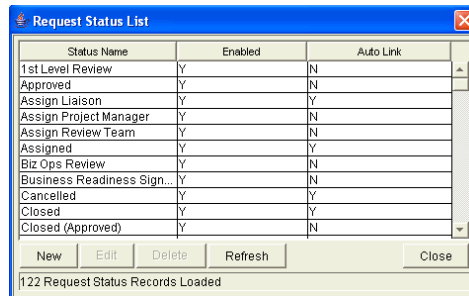 Request Status List
Status Name Enabled Auto Link
1st Level Review Y N
Approved Y N
Assign Liaison Y Y
Assign Project Manager Y N
Assign Review Team Y N
Assigned Y Y
Biz Ops Review Y N
Business Readiness Sign... Y N
Cancelled Y Y
Closed Y Y
Closed (Approved) Y N
New Edit Delete Refresh Close
122 Request Status Records Loaded